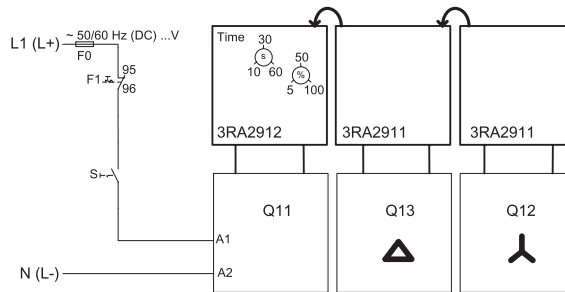 L1 (L+)
~ 50/60 Hz (DC) ...V
F0
F1
95
96
S
A1
A2
N (L-)
Time
30
s
10 60
50
%
5 100
3RA2912
3RA2911
3RA2911
Q11
Q13
Q12